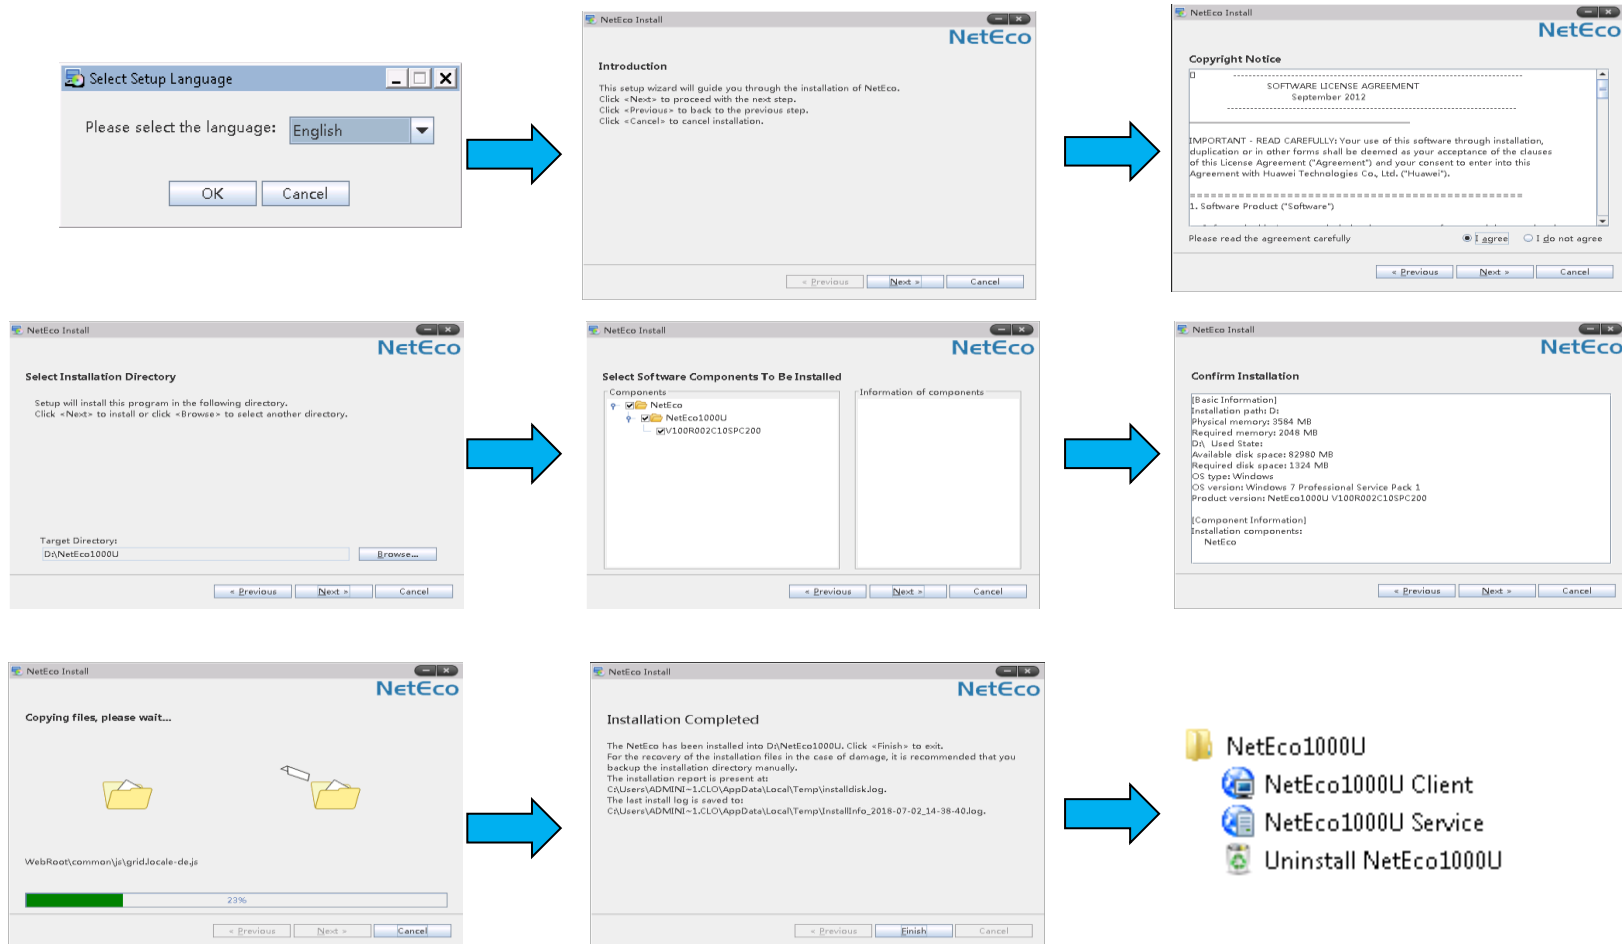 Select Setup Language
Please select the language: English
OK Cancel
NetEco Install
NetEco
Introduction
This setup wizard will guide you through the installation of NetEco.
Click <Next> to proceed with the next step.
Click <Previous> to back to the previous step.
Click <Cancel> to cancel installation.
< Previous Next > Cancel
NetEco Install
NetEco
Copyright Notice
SOFTWARE LICENSE AGREEMENT
September 2012
IMPORTANT - READ CAREFULLY: Your use of this software through installation,
duplication or in other forms shall be deemed as your acceptance of the clauses
of this License Agreement ("Agreement") and your consent to enter into this
Agreement with Huawei Technologies Co., Ltd. ("Huawei").
==================================================
1. Software Product ("Software")
Please read the agreement carefully I agree I do not agree
< Previous Next > Cancel
NetEco Install
NetEco
Select Installation Directory
Setup will install this program in the following directory.
Click <Next> to install or click <Browse> to select another directory.
Target Directory:
D:\NetEco1000U Browse...
< Previous Next > Cancel
NetEco Install
NetEco
Select Software Components To Be Installed
Components Information of components
NetEco
NetEco1000U
V100R002C10SPC200
< Previous Next > Cancel
NetEco Install
NetEco
Confirm Installation
[Basic Information]
Installation path: D:
Physical memory: 3584 MB
Required memory: 2048 MB
D:\ Used State:
Available disk space: 82980 MB
Required disk space: 1324 MB
OS type: Windows
OS version: Windows 7 Professional Service Pack 1
Product version: NetEco1000U V100R002C10SPC200
[Component Information]
Installation components:
NetEco
< Previous Next > Cancel
NetEco Install
NetEco
Copying files, please wait...
WebRoot\common\js\grid.locale-de.js
23%
< Previous Next > Cancel
NetEco Install
NetEco
Installation Completed
The NetEco has been installed into D:\NetEco1000U. Click <Finish> to exit.
For the recovery of the installation files in the case of damage, it is recommended that you
backup the installation directory manually.
The installation report is present at:
C:\Users\ADMINI~1.CLO\AppData\Local\Temp\installdisk.log.
The last install log is saved to:
C:\Users\ADMINI~1.CLO\AppData\Local\Temp\InstallInfo_2018-07-02_14-38-40.log.
< Previous Finish Cancel
NetEco1000U
NetEco1000U Client
NetEco1000U Service
Uninstall NetEco1000U